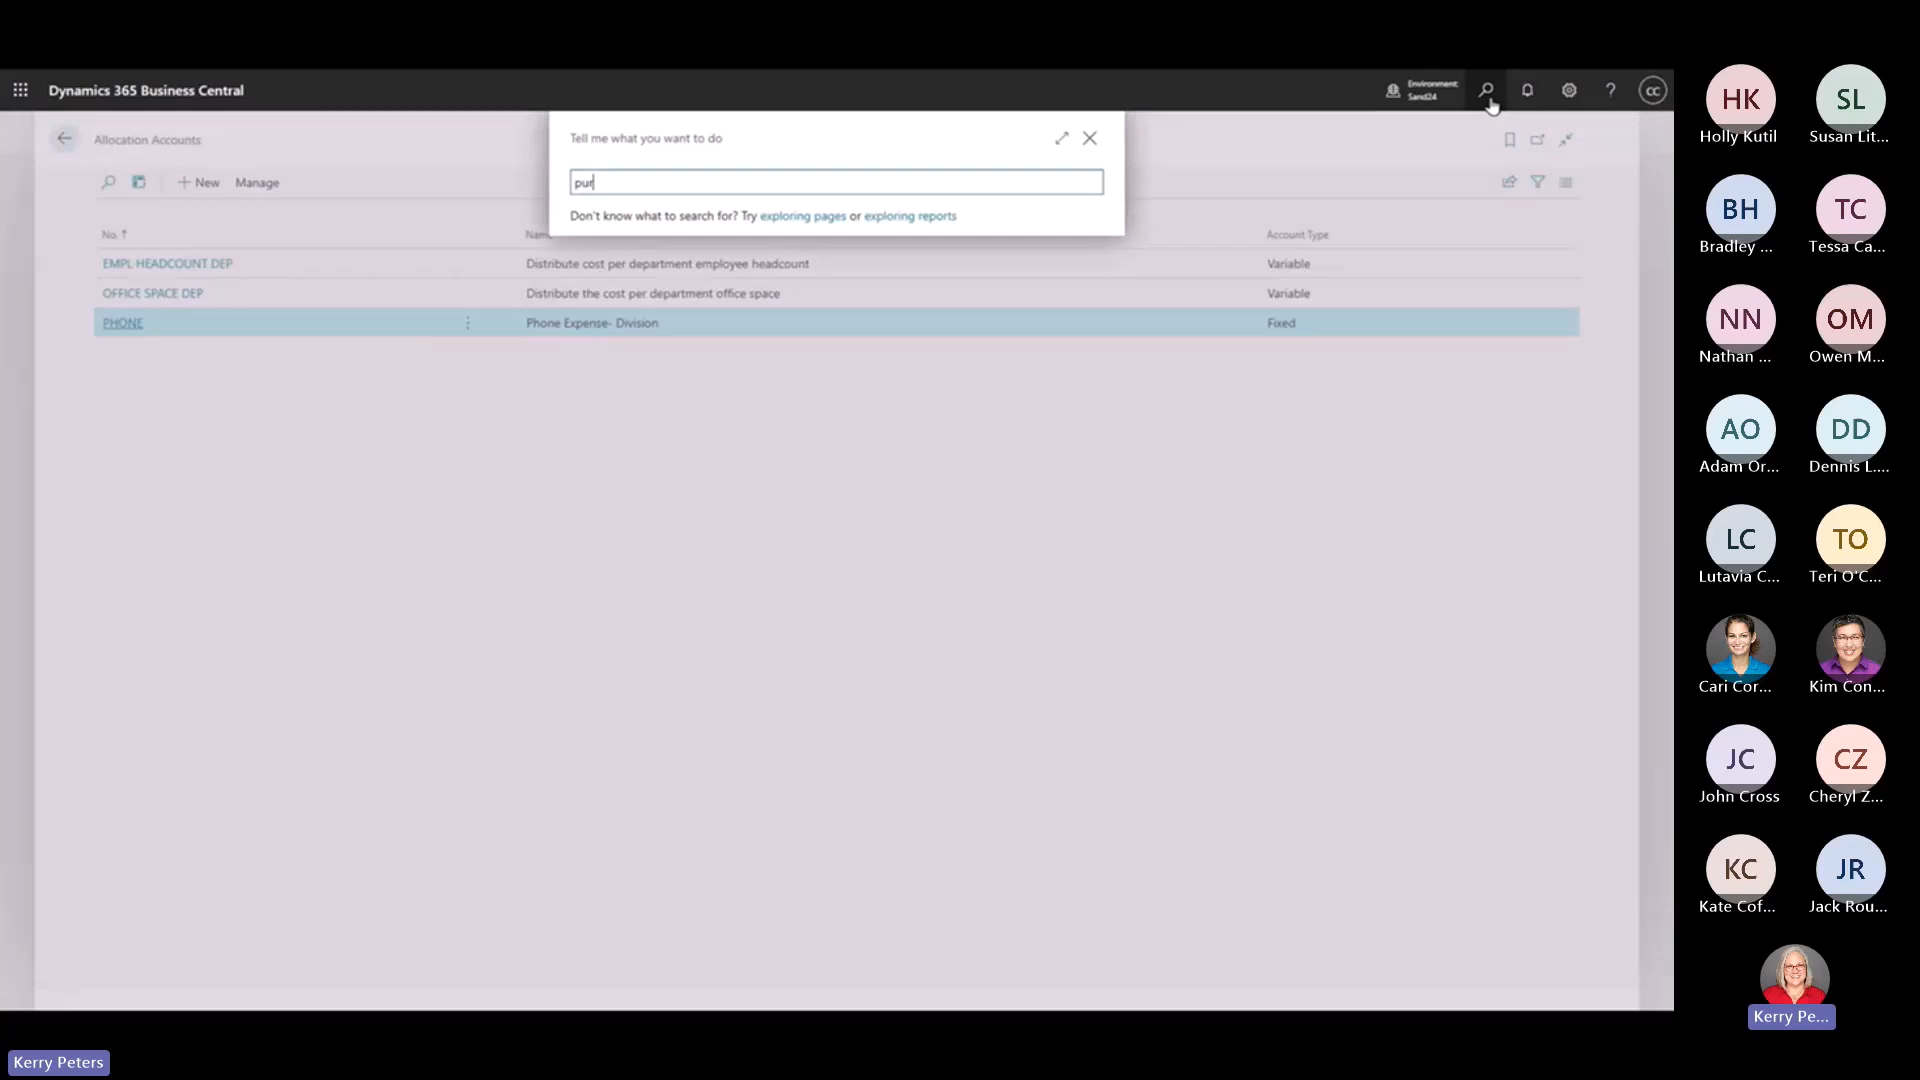 Dynamics 365 Business Central
Environment:
Sand24
?
CC
Tell me what you want to do
pur
Don't know what to search for? Try exploring pages or exploring reports
Allocation Accounts
New Manage
No. ↑ Name Account Type
EMPL HEADCOUNT DEP Distribute cost per department employee headcount Variable
OFFICE SPACE DEP Distribute the cost per department office space Variable
PHONE Phone Expense- Division Fixed
HK SL
Holly Kutil Susan Lit...
BH TC
Bradley ... Tessa Ca...
NN OM
Nathan ... Owen M...
AO DD
Adam Or... Dennis L....
LC TO
Lutavia C... Teri O'C...
Cari Cor... Kim Con...
JC CZ
John Cross Cheryl Z...
KC JR
Kate Cof... Jack Rou...
Kerry Pe...
Kerry Peters